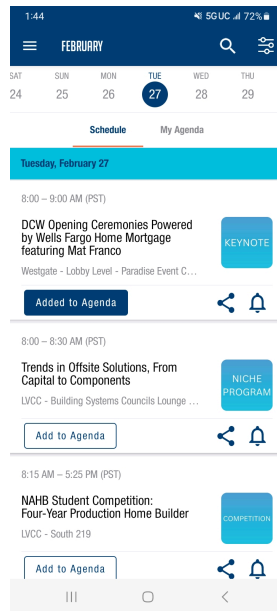 1:44
5GUC 72%
FEBRURRY
SAT SUN MON TUE WED THU
24 25 26 27 28 29
Schedule My Agenda
Tuesday, February 27
8:00 – 9:00 AM (PST)
DCW Opening Ceremonies Powered
by Wells Fargo Home Mortgage
featuring Mat Franco
KEYNOTE
Westgate - Lobby Level - Paradise Event C...
Added to Agenda
8:00 – 8:30 AM (PST)
Trends in Offsite Solutions, From
Capital to Components
NICHE
PROGRAM
LVCC - Building Systems Councils Lounge ...
Add to Agenda
8:15 AM – 5:25 PM (PST)
NAHB Student Competition:
Four-Year Production Home Builder
COMPETITION
LVCC - South 219
Add to Agenda